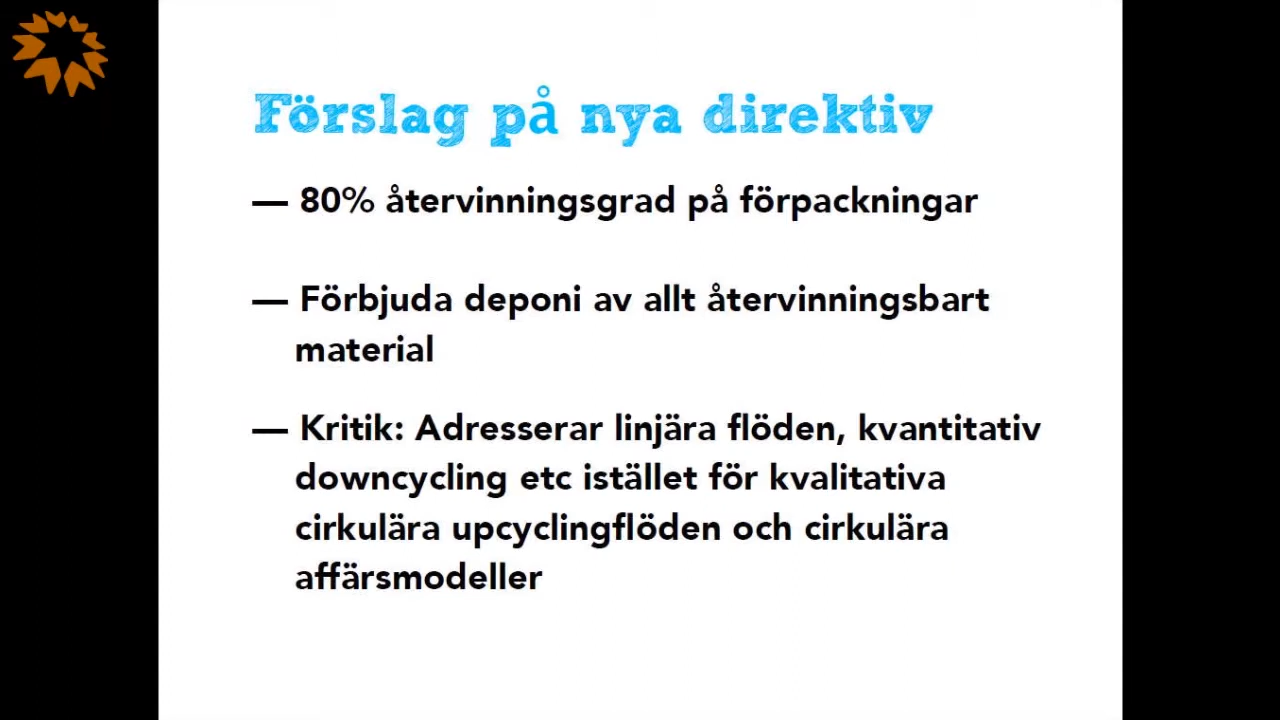 Förslag på nya direktiv
— 80% återvinningsgrad på förpackningar
— Förbjuda deponi av allt återvinningsbart
material
— Kritik: Adresserar linjära flöden, kvantitativ
downcycling etc istället för kvalitativa
cirkulära upcyclingflöden och cirkulära
affärsmodeller